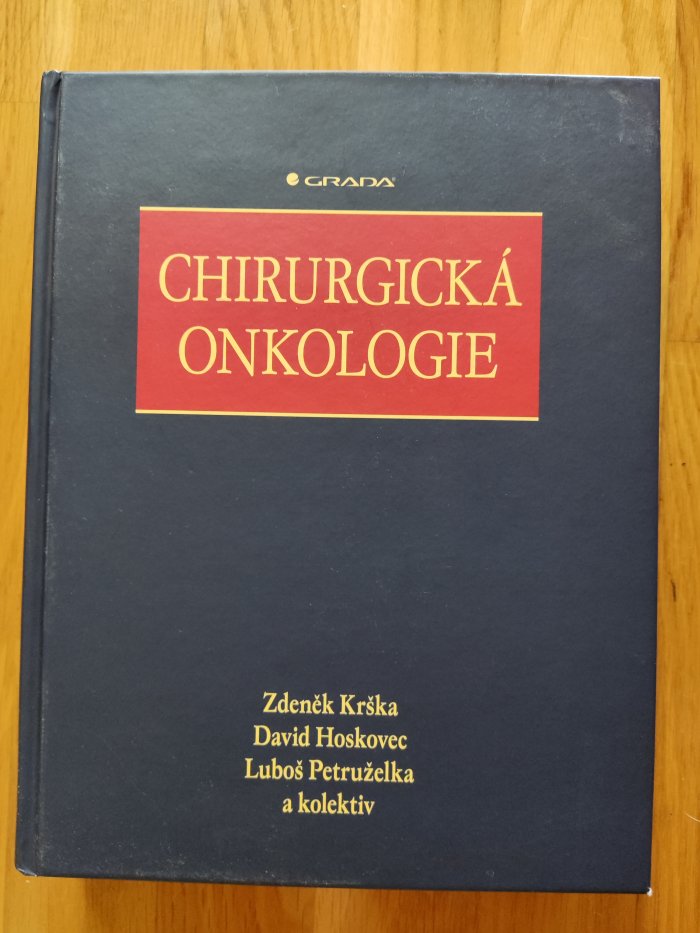 GRADA
CHIRURGICKÁ
ONKOLOGIE
Zdeněk Krška
David Hoskovec
Luboš Petruželka
a kolektiv